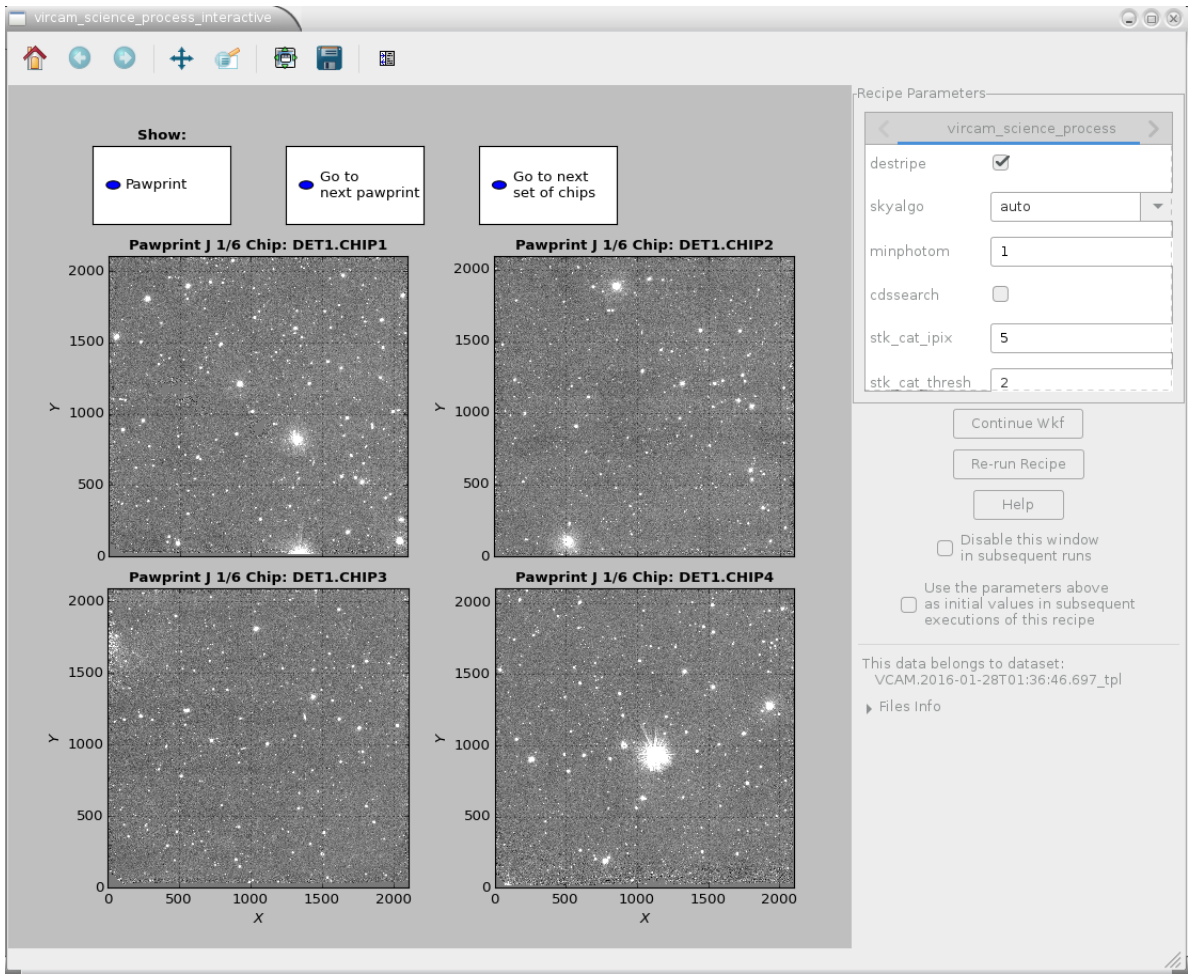 vircam_science_process_interactive
Show:
Pawprint
Go to
next pawprint
Go to next
set of chips
Pawprint J 1/6 Chip: DET1.CHIP1
2000
1500
1000
500
0
Y
Pawprint J 1/6 Chip: DET1.CHIP2
2000
1500
1000
500
0
Y
Pawprint J 1/6 Chip: DET1.CHIP3
2000
1500
1000
500
0
Y
0 500 1000 1500 2000
X
Pawprint J 1/6 Chip: DET1.CHIP4
2000
1500
1000
500
0
Y
0 500 1000 1500 2000
X
Recipe Parameters
vircam_science_process
destripe
skyalgo auto
minphotom 1
cdssearch
stk_cat_ipix 5
stk_cat_thresh 2
Continue Wkf
Re-run Recipe
Help
Disable this window
in subsequent runs
Use the parameters above
as initial values in subsequent
executions of this recipe
This data belongs to dataset:
VCAM.2016-01-28T01:36:46.697_tpl
Files Info